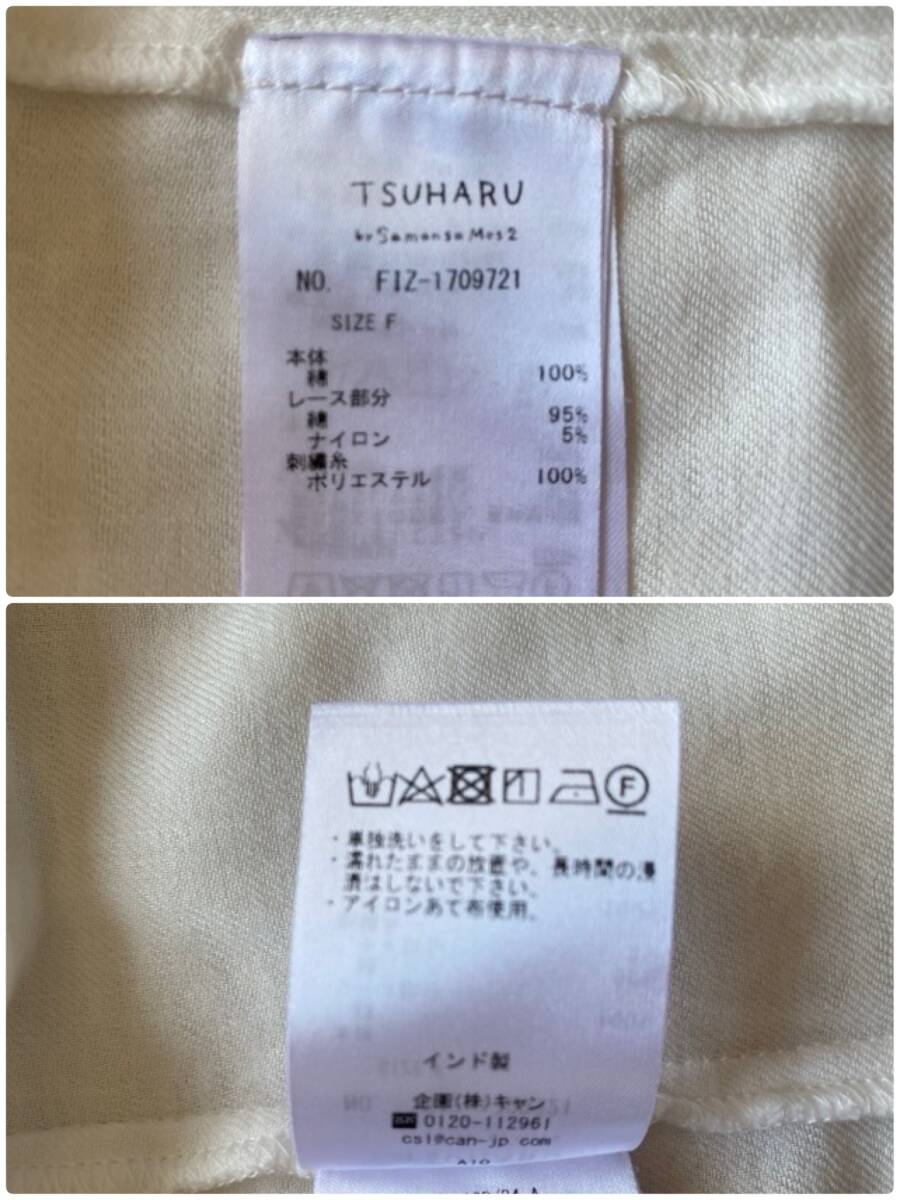 TSUHARU
by Samansa Mos2
NO. FIZ-1709721
SIZE F
本体
綿 100%
レース部分
綿 95%
ナイロン 5%
刺繍糸
ポリエステル 100%
F
・単独洗いをして下さい。
・濡れたままの放置や、長時間の浸
漬はしないで下さい。
・アイロンあて布使用。
インド製
企画(株)キャン
0120-112961
csl@can-jp.com